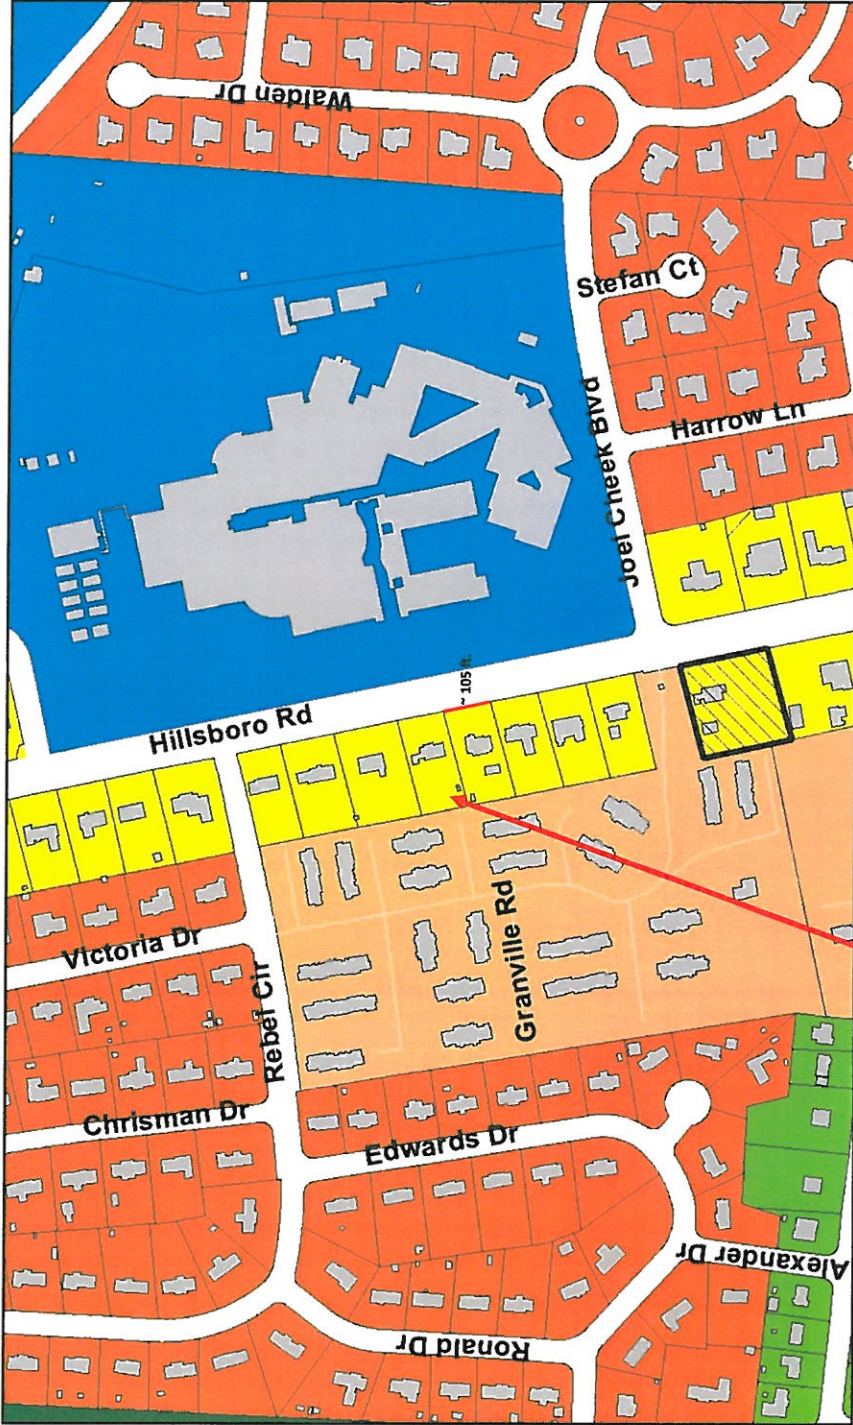 Walden Dr
Stefan Ct
Joel Cheek Blvd
Harrow Ln
~ 105 ft.
Hillsboro Rd
Victoria Dr
Granville Rd
Rebel Cir
Chrisman Dr
Edwards Dr
Alexander Dr
Ronald Dr